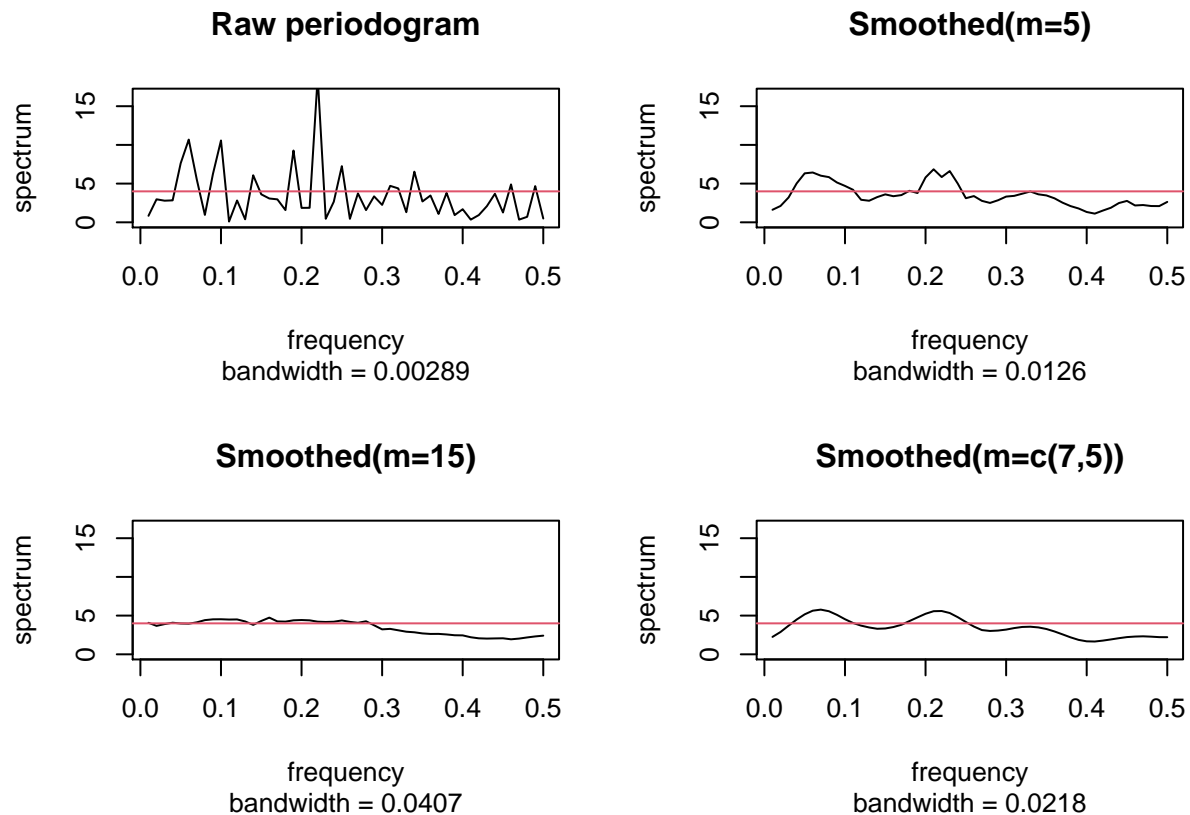 Raw periodogram
spectrum
0 5 15
0.0 0.1 0.2 0.3 0.4 0.5
frequency
bandwidth = 0.00289
Smoothed(m=5)
spectrum
0 5 15
0.0 0.1 0.2 0.3 0.4 0.5
frequency
bandwidth = 0.0126
Smoothed(m=15)
spectrum
0 5 15
0.0 0.1 0.2 0.3 0.4 0.5
frequency
bandwidth = 0.0407
Smoothed(m=c(7,5))
spectrum
0 5 15
0.0 0.1 0.2 0.3 0.4 0.5
frequency
bandwidth = 0.0218